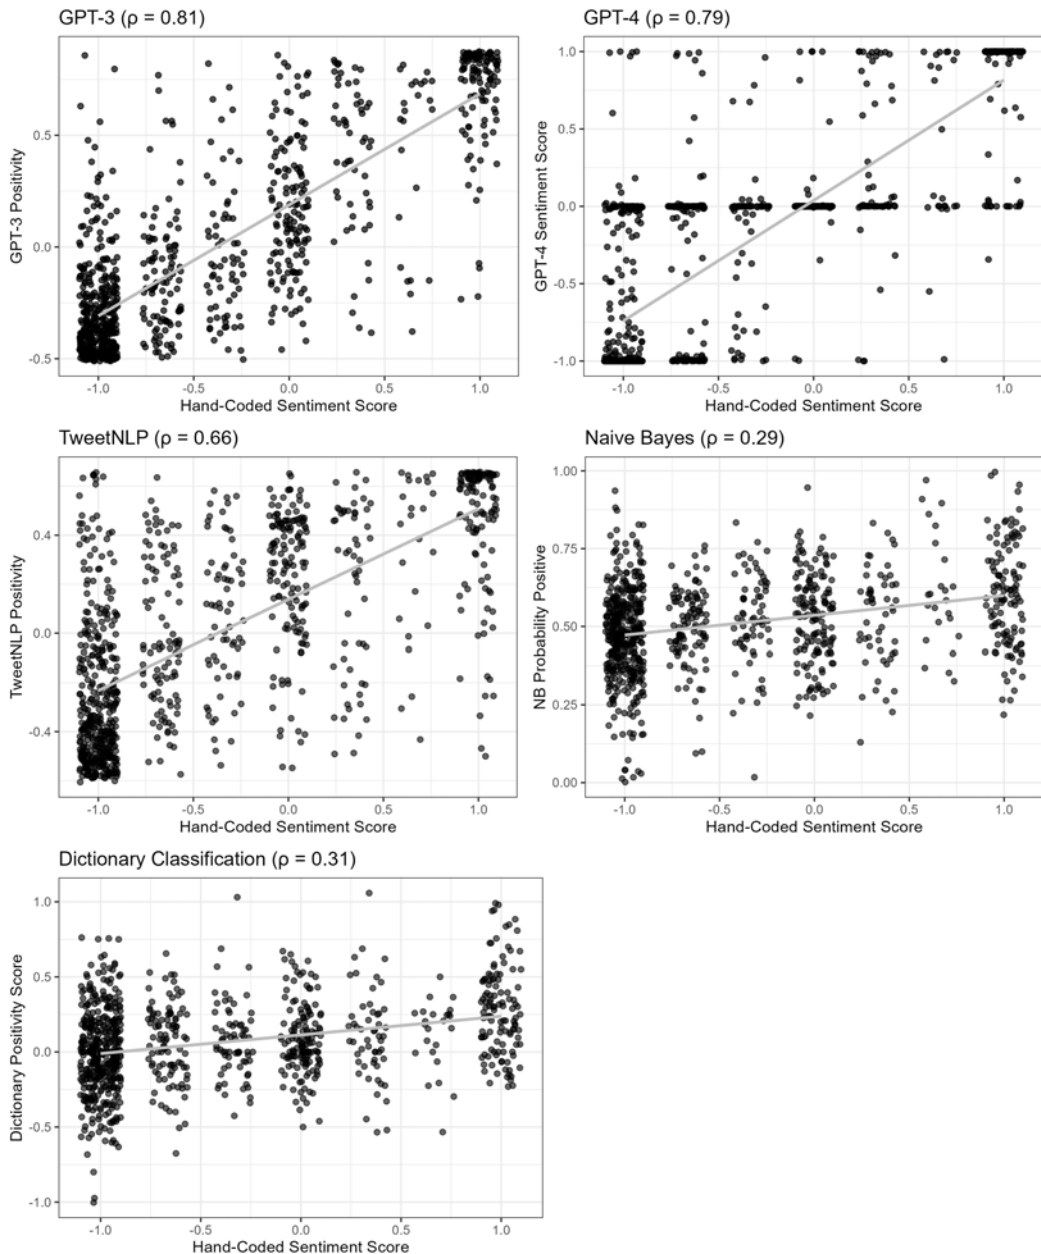 GPT-3 (ρ = 0.81)
GPT-3 Positivity
0.5
0.0
-0.5
-1.0 -0.5 0.0 0.5 1.0
Hand-Coded Sentiment Score
GPT-4 (ρ = 0.79)
GPT-4 Sentiment Score
1.0
0.5
0.0
-0.5
-1.0
-1.0 -0.5 0.0 0.5 1.0
Hand-Coded Sentiment Score
TweetNLP (ρ = 0.66)
TweetNLP Positivity
0.4
0.0
-0.4
-1.0 -0.5 0.0 0.5 1.0
Hand-Coded Sentiment Score
Naive Bayes (ρ = 0.29)
NB Probability Positive
1.00
0.75
0.50
0.25
0.00
-1.0 -0.5 0.0 0.5 1.0
Hand-Coded Sentiment Score
Dictionary Classification (ρ = 0.31)
Dictionary Positivity Score
1.0
0.5
0.0
-0.5
-1.0
-1.0 -0.5 0.0 0.5 1.0
Hand-Coded Sentiment Score